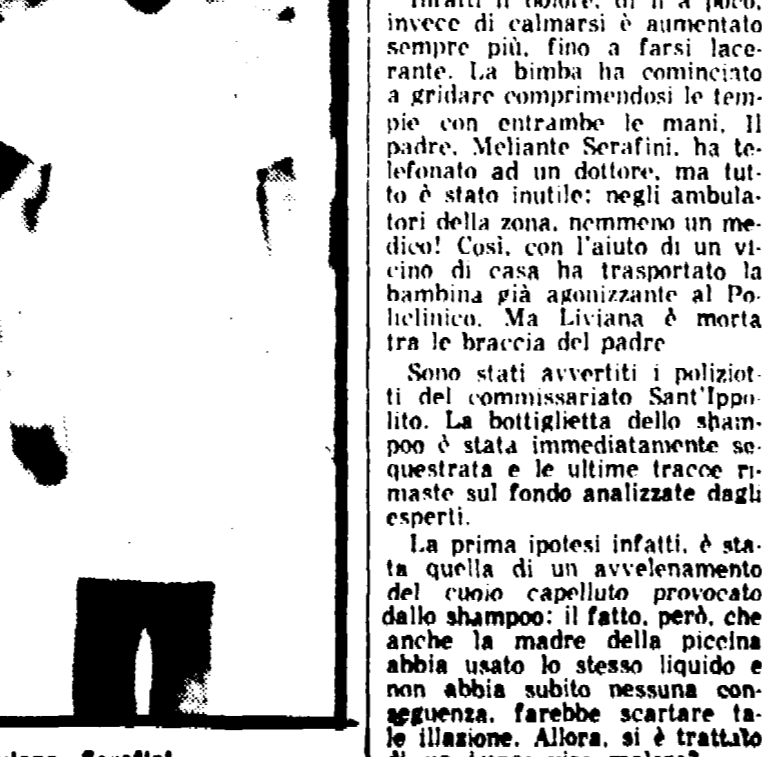 invece di calmarsi è aumentato
sempre più, fino a farsi lace-
rante. La bimba ha cominciato
a gridare comprimendosi le tem-
pie con entrambe le mani. Il
padre, Meliante Serafini, ha te-
lefonato ad un dottore, ma tut-
to è stato inutile: negli ambula-
tori della zona, nemmeno un me-
dico! Così, con l'aiuto di un vi-
cino di casa ha trasportato la
bambina già agonizzante al Po-
liclinico. Ma Liviana è morta
tra le braccia del padre
Sono stati avvertiti i poliziot-
ti del commissariato Sant'Ippo-
lito. La bottiglietta dello sham-
poo è stata immediatamente se-
questrata e le ultime tracce ri-
maste sul fondo analizzate dagli
esperti.
La prima ipotesi infatti, è sta-
ta quella di un avvelenamento
del cuoio capelluto provocato
dallo shampoo: il fatto, però, che
anche la madre della piccina
abbia usato lo stesso liquido e
non abbia subito nessuna con-
seguenza, farebbe scartare ta-
le illazione. Allora, si è trattato
Serafini